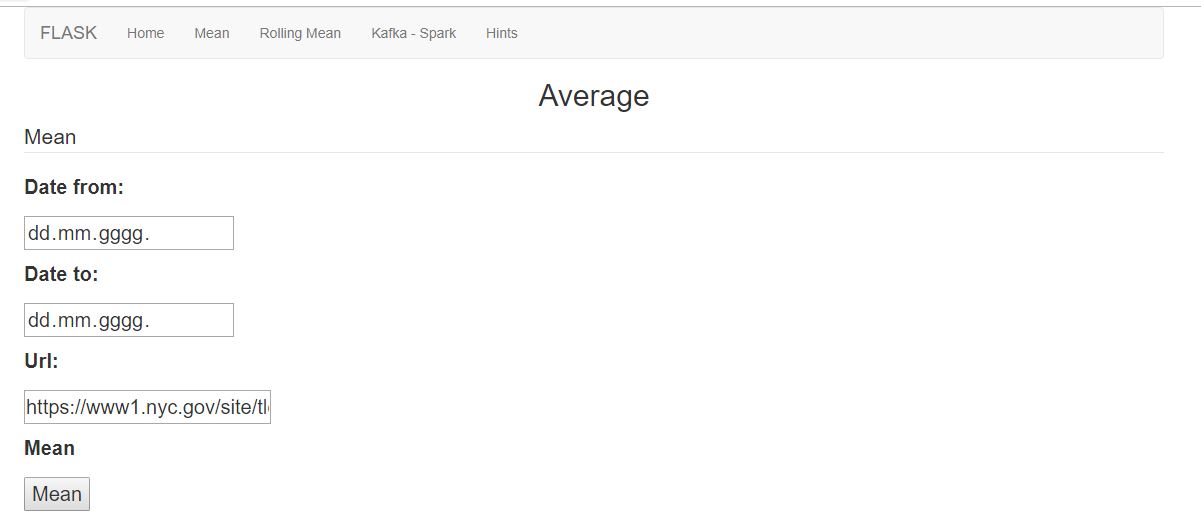 FLASK Home Mean Rolling Mean Kafka - Spark Hints
Average
Mean
Date from:
dd.mm.gggg.
Date to:
dd.mm.gggg.
Url:
https://www1.nyc.gov/site/tl
Mean
Mean